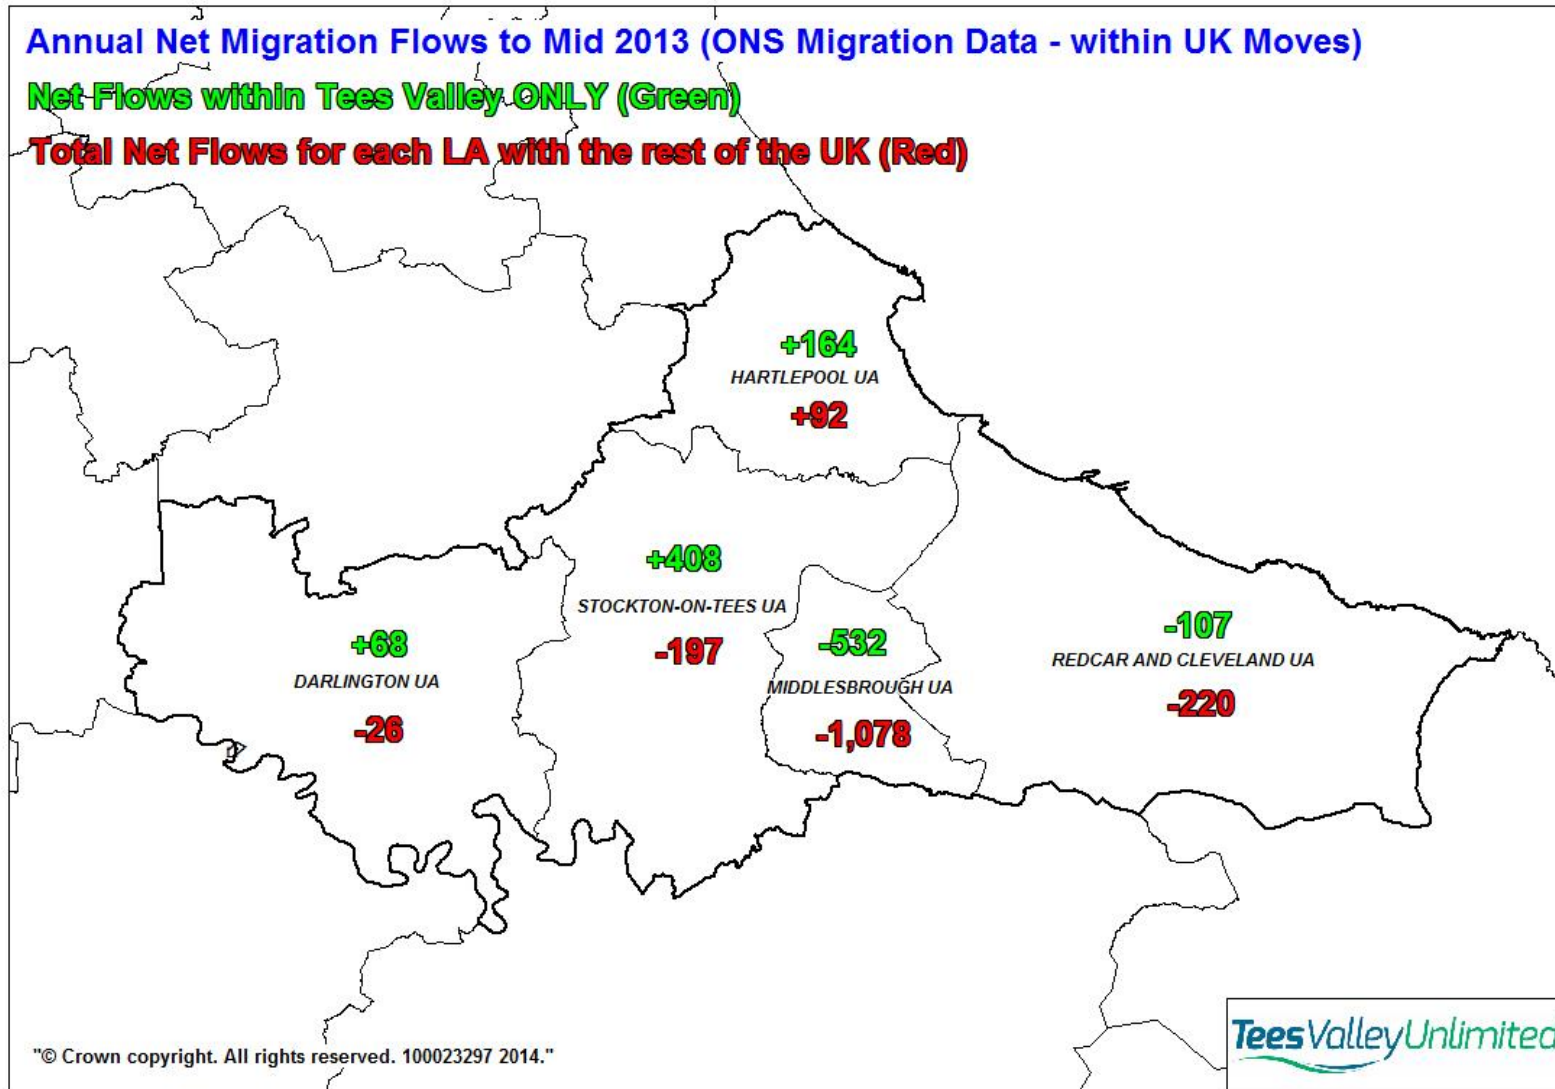 Annual Net Migration Flows to Mid 2013 (ONS Migration Data - within UK Moves)
Net Flows within Tees Valley ONLY (Green)
Total Net Flows for each LA with the rest of the UK (Red)
+164
HARTLEPOOL UA
+92
+408
STOCKTON-ON-TEES UA
-197
+68
DARLINGTON UA
-26
-532
MIDDLESBROUGH UA
-1,078
-107
REDCAR AND CLEVELAND UA
-220
"© Crown copyright. All rights reserved. 100023297 2014."
TeesValleyUnlimited